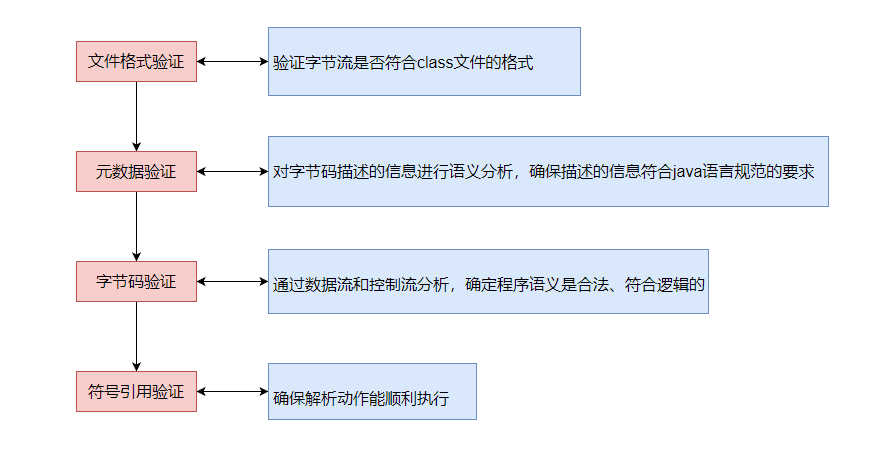 文件格式验证
验证字节流是否符合class文件的格式
元数据验证
对字节码描述的信息进行语义分析，确保描述的信息符合java语言规范的要求
字节码验证
通过数据流和控制流分析，确定程序语义是合法、符合逻辑的
符号引用验证
确保解析动作能顺利执行